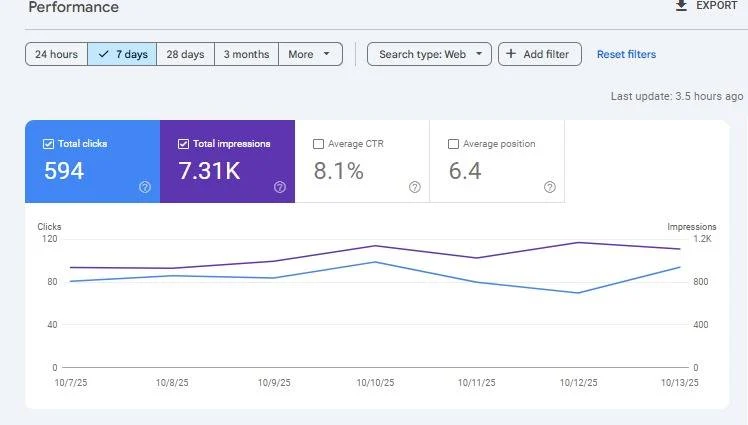 Performance
EXPORT
24 hours 7 days 28 days 3 months More Search type: Web + Add filter Reset filters
Last update: 3.5 hours ago
Total clicks Total impressions Average CTR Average position
594 7.31K 8.1% 6.4
Clicks Impressions
120 1.2K
80 800
40 400
0 0
10/7/25 10/8/25 10/9/25 10/10/25 10/11/25 10/12/25 10/13/25